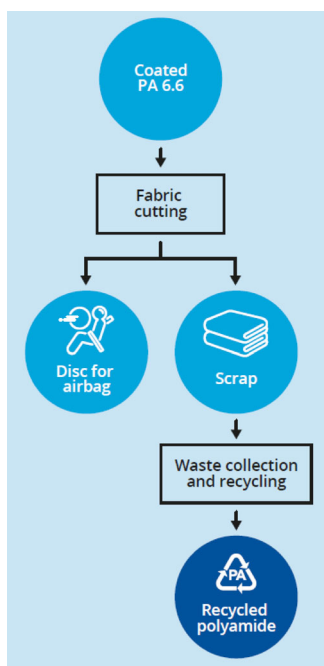 Coated
PA 6.6
Fabric
cutting
Disc for
airbag
Scrap
Waste collection
and recycling
PA
Recycled
polyamide